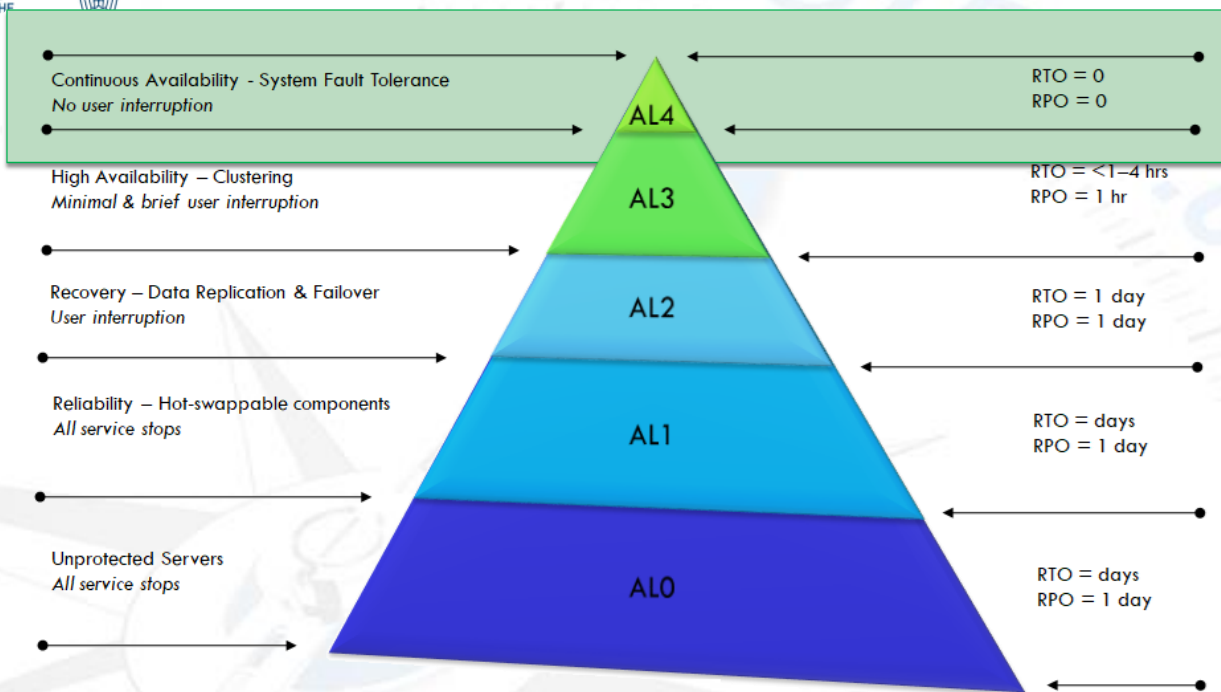 HE
Continuous Availability - System Fault Tolerance
No user interruption
RTO = 0
RPO = 0
AL4
High Availability – Clustering
Minimal & brief user interruption
RTO = <1–4 hrs
RPO = 1 hr
AL3
Recovery – Data Replication & Failover
User interruption
RTO = 1 day
RPO = 1 day
AL2
Reliability – Hot-swappable components
All service stops
RTO = days
RPO = 1 day
AL1
Unprotected Servers
All service stops
RTO = days
RPO = 1 day
AL0